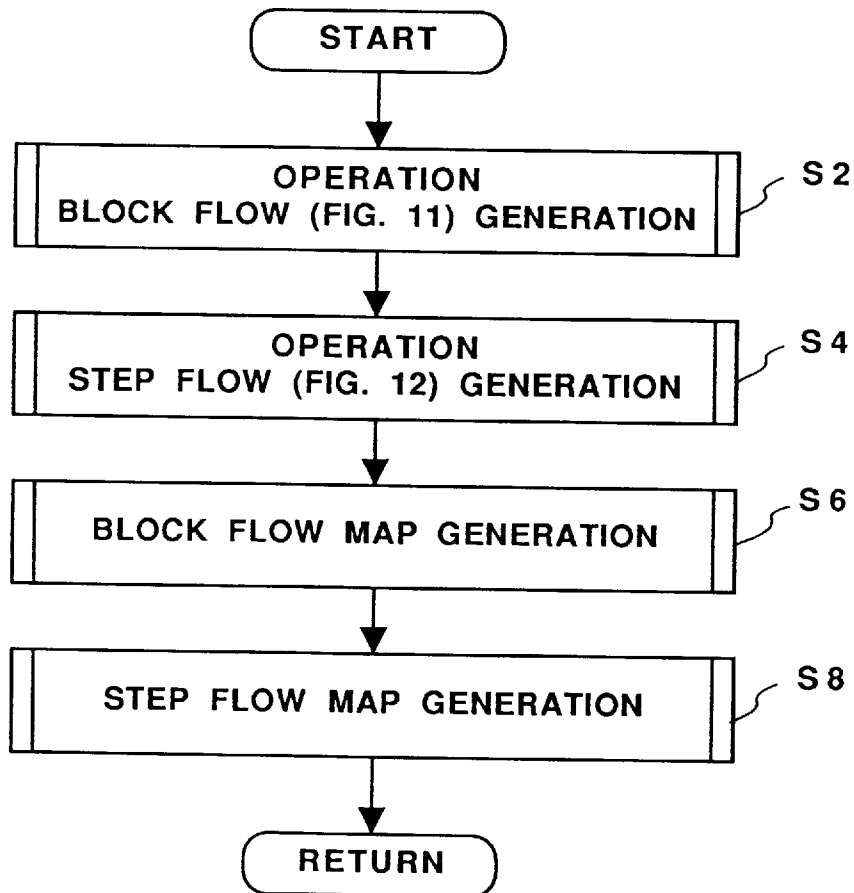 START
OPERATION
BLOCK FLOW (FIG. 11) GENERATION
S2
OPERATION
STEP FLOW (FIG. 12) GENERATION
S4
BLOCK FLOW MAP GENERATION
S6
STEP FLOW MAP GENERATION
S8
RETURN